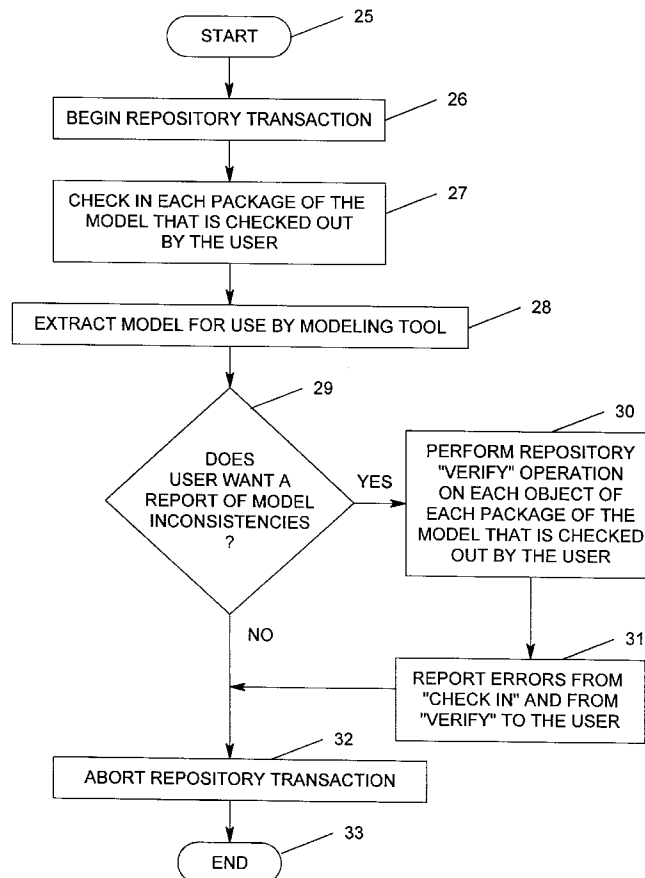 25
START
26
BEGIN REPOSITORY TRANSACTION
27
CHECK IN EACH PACKAGE OF THE
MODEL THAT IS CHECKED OUT
BY THE USER
28
EXTRACT MODEL FOR USE BY MODELING TOOL
29
DOES
USER WANT A
REPORT OF MODEL
INCONSISTENCIES
?
YES
30
PERFORM REPOSITORY
"VERIFY" OPERATION
ON EACH OBJECT OF
EACH PACKAGE OF THE
MODEL THAT IS CHECKED
OUT BY THE USER
NO
31
REPORT ERRORS FROM
"CHECK IN" AND FROM
"VERIFY" TO THE USER
32
ABORT REPOSITORY TRANSACTION
33
END